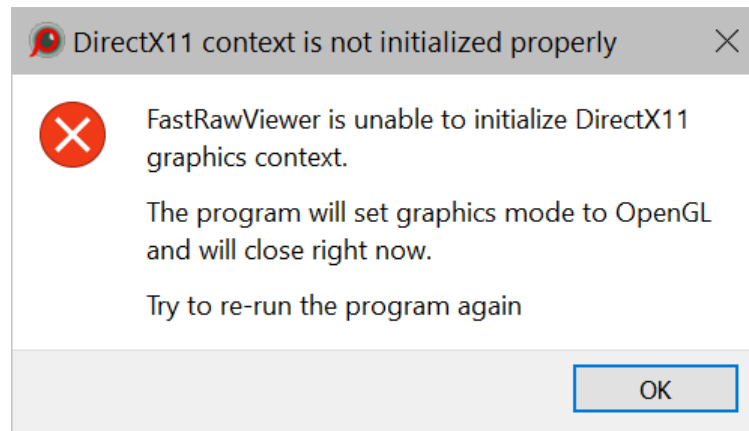 DirectX11 context is not initialized properly
FastRawViewer is unable to initialize DirectX11
graphics context.
The program will set graphics mode to OpenGL
and will close right now.
Try to re-run the program again
OK